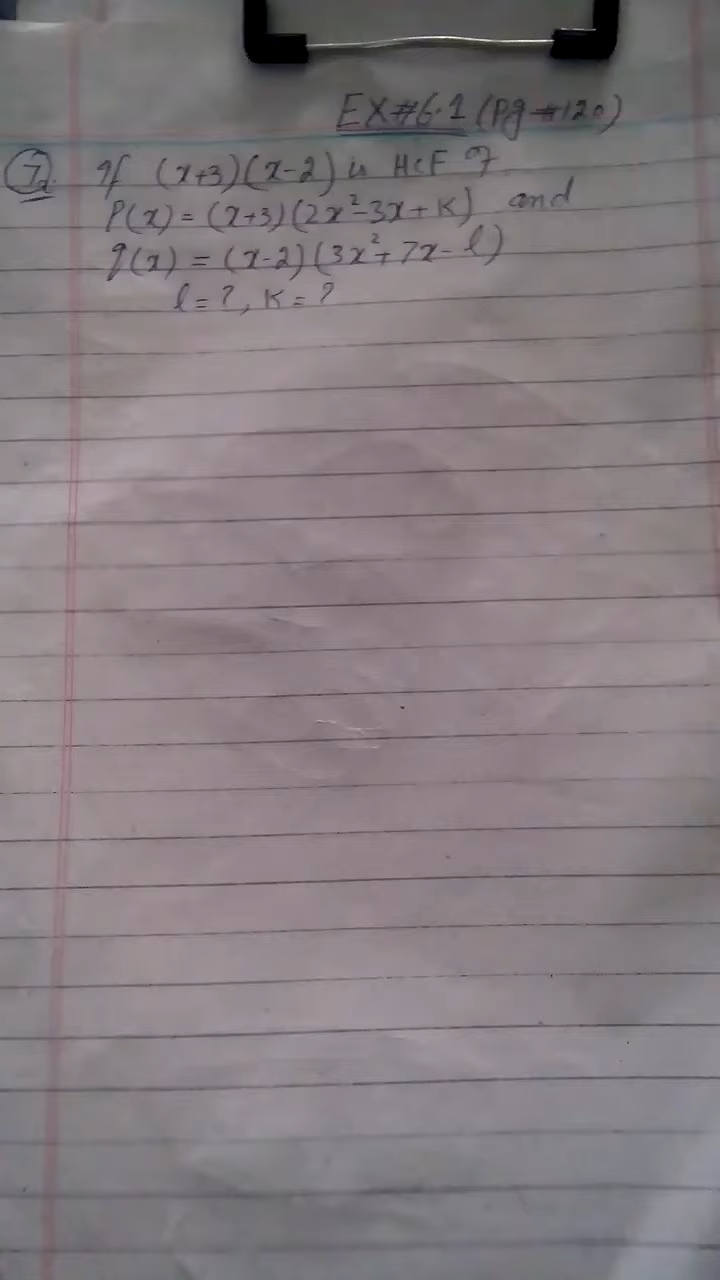 EX#6.1 (Pg #120)
7. If (x+3)(x-2) is HCF of
P(x) = (x+3)(2x²-3x+K) and
q(x) = (x-2)(3x²+7x-l)
l=?, K=?